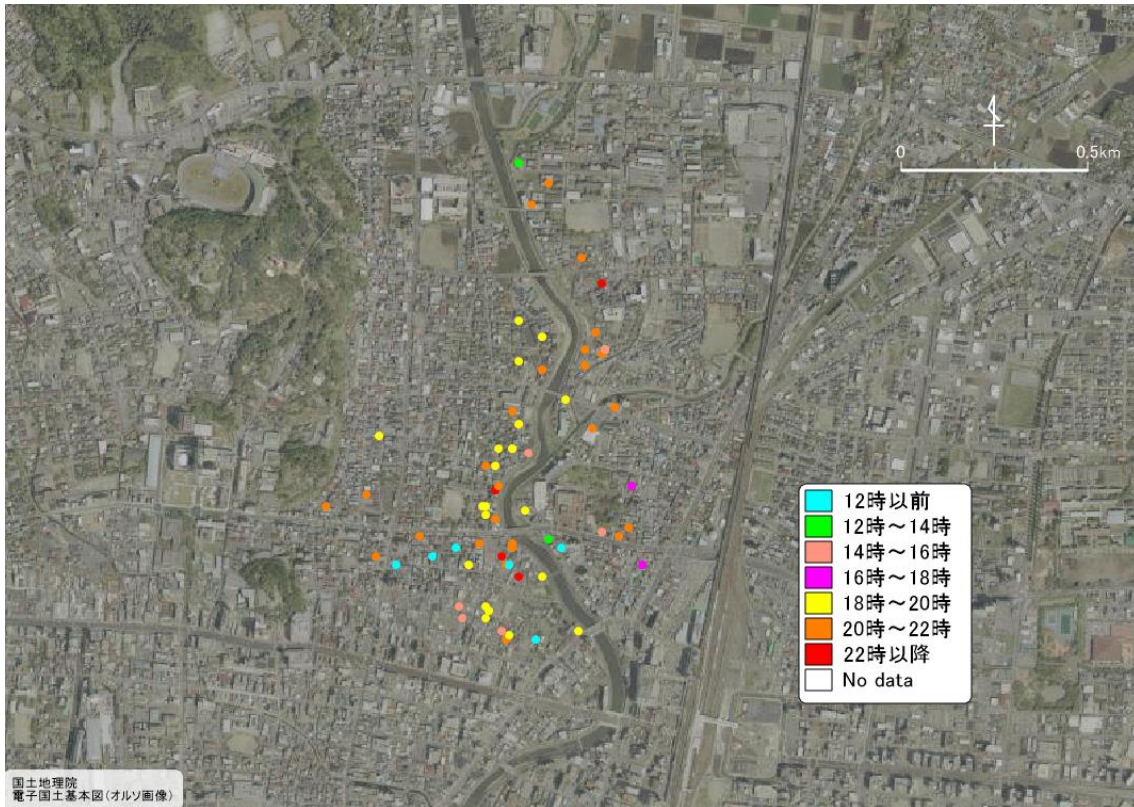 0
0.5km
12時以前
12時～14時
14時～16時
16時～18時
18時～20時
20時～22時
22時以降
No data
国土地理院
電子国土基本図(オルソ画像)